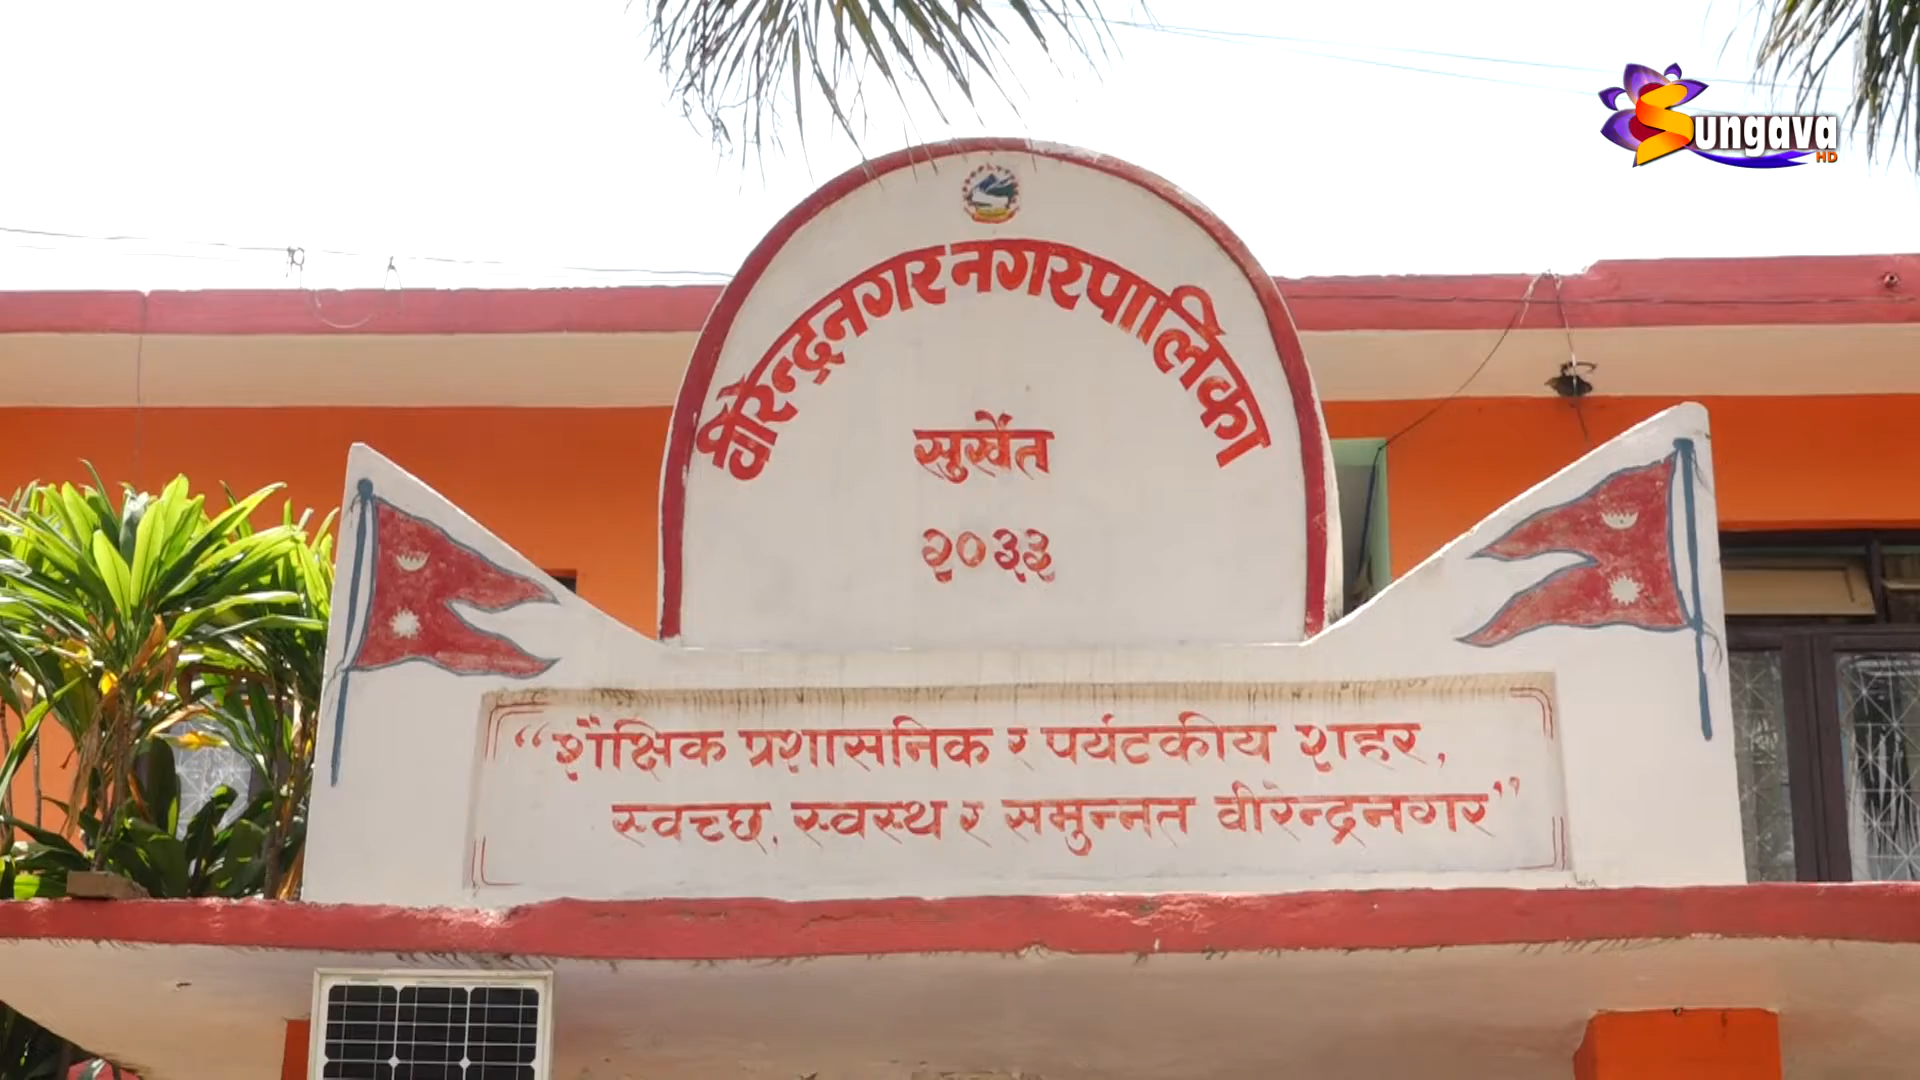 Sungava HD
वीरेन्द्रनगर नगरपालिका
सुर्खेत
२०३३
“शैक्षिक प्रशासनिक र पर्यटकीय शहर,
स्वच्छ, स्वस्थ र समुन्नत वीरेन्द्रनगर”